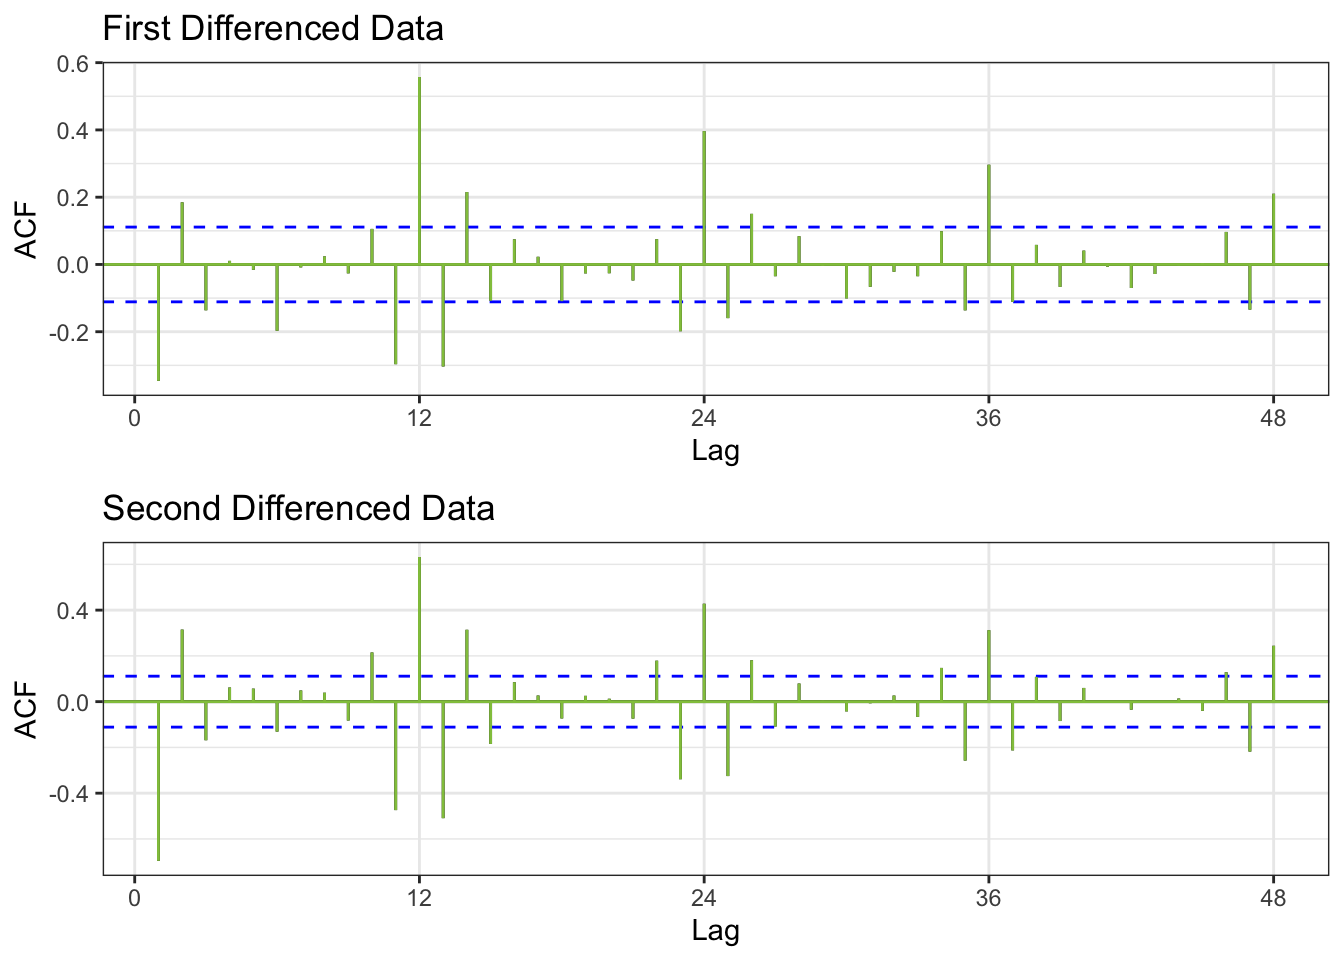 First Differenced Data
0.6
0.4
0.2
0.0
-0.2
ACF
0 12 24 36 48
Lag
Second Differenced Data
0.4
0.0
-0.4
ACF
0 12 24 36 48
Lag